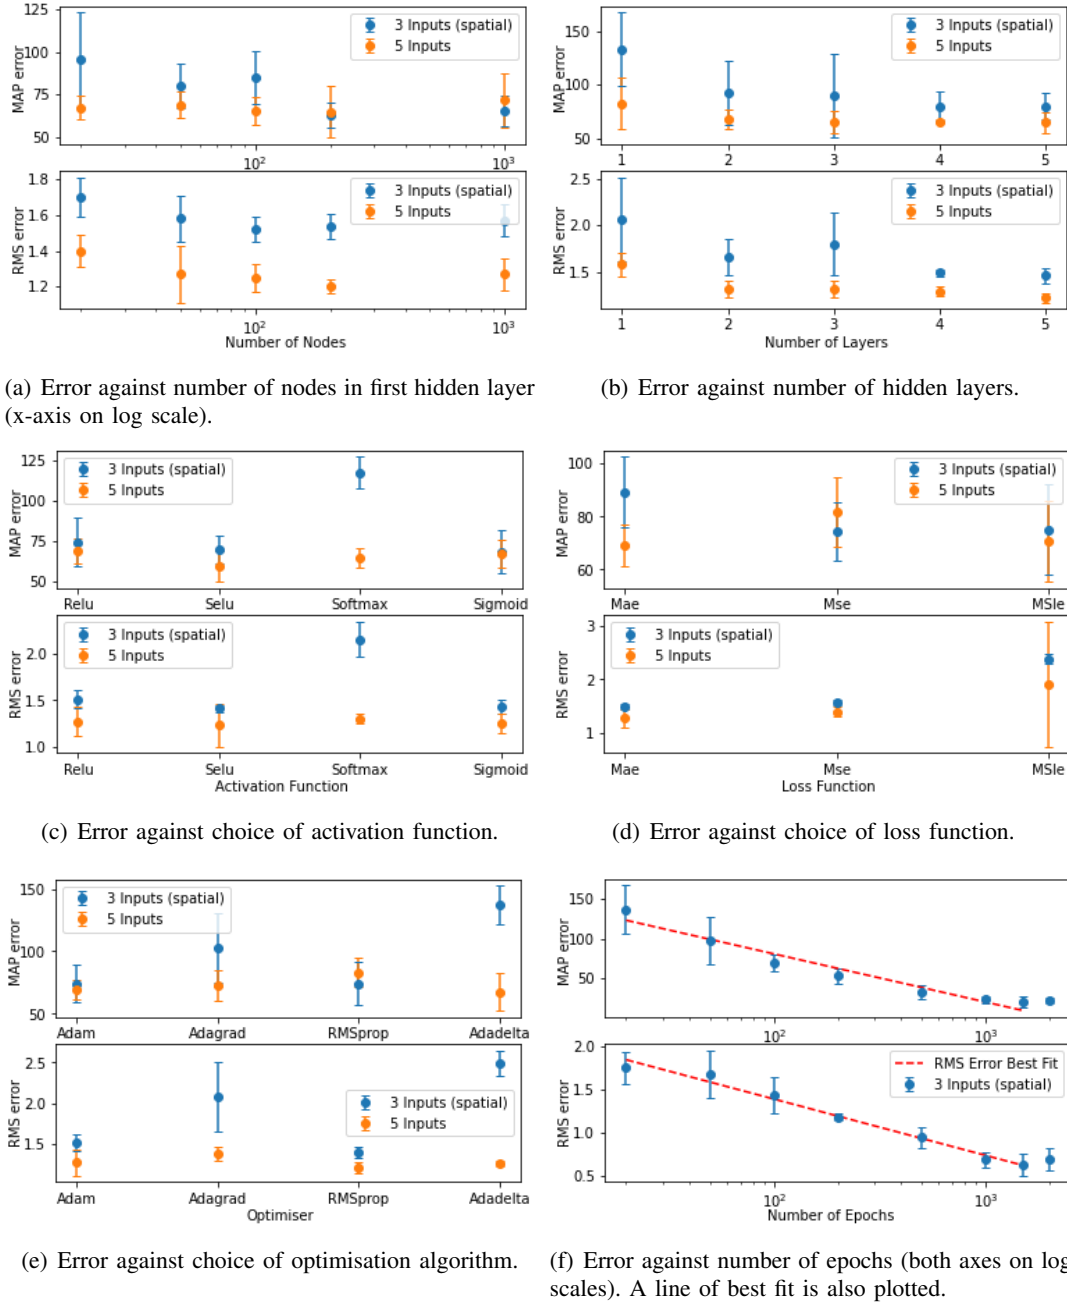 125
100
75
50
MAP error
3 Inputs (spatial)
5 Inputs
10²
10³
1.8
1.6
1.4
1.2
RMS error
3 Inputs (spatial)
5 Inputs
10²
10³
Number of Nodes
(a) Error against number of nodes in first hidden layer
(x-axis on log scale).
150
100
50
MAP error
3 Inputs (spatial)
5 Inputs
1 2 3 4 5
2.5
2.0
1.5
RMS error
3 Inputs (spatial)
5 Inputs
1 2 3 4 5
Number of Layers
(b) Error against number of hidden layers.
125
100
75
50
MAP error
3 Inputs (spatial)
5 Inputs
Relu Selu Softmax Sigmoid
2.0
1.5
1.0
RMS error
3 Inputs (spatial)
5 Inputs
Relu Selu Softmax Sigmoid
Activation Function
(c) Error against choice of activation function.
100
80
60
MAP error
3 Inputs (spatial)
5 Inputs
Mae Mse MSle
3
2
1
RMS error
3 Inputs (spatial)
5 Inputs
Mae Mse MSle
Loss Function
(d) Error against choice of loss function.
150
100
50
MAP error
3 Inputs (spatial)
5 Inputs
Adam Adagrad RMSprop Adadelta
2.5
2.0
1.5
RMS error
3 Inputs (spatial)
5 Inputs
Adam Adagrad RMSprop Adadelta
Optimiser
(e) Error against choice of optimisation algorithm.
150
100
50
MAP error
10²
10³
2.0
1.5
1.0
0.5
RMS error
RMS Error Best Fit
3 Inputs (spatial)
10²
10³
Number of Epochs
(f) Error against number of epochs (both axes on log
scales). A line of best fit is also plotted.